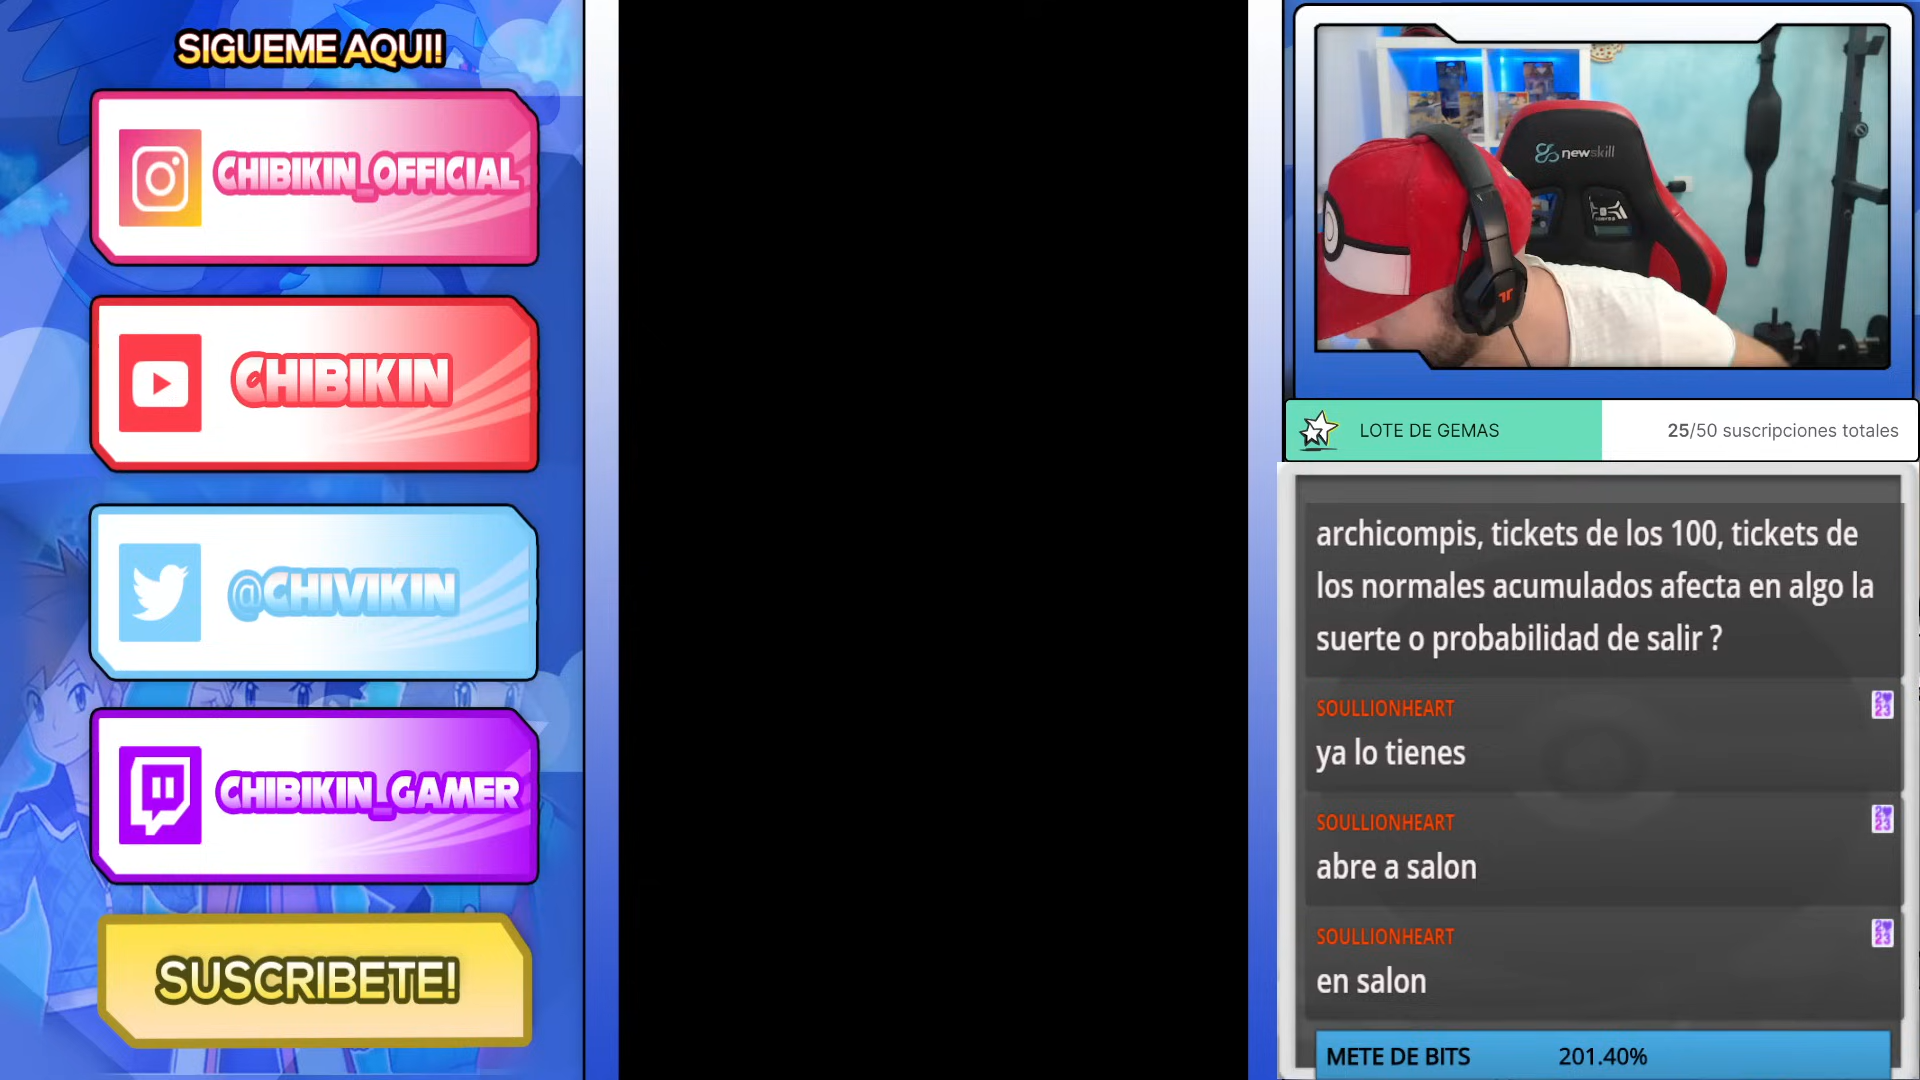 SIGUEME AQUI!
CHIBIKIN_OFFICIAL
CHIBIKIN
@CHIVIKIN
CHIBIKIN_GAMER
SUSCRIBETE!
newskill
LOTE DE GEMAS
25/50 suscripciones totales
archicompis, tickets de los 100, tickets de
los normales acumulados afecta en algo la
suerte o probabilidad de salir ?
SOULLIONHEART
ya lo tienes
SOULLIONHEART
abre a salon
SOULLIONHEART
en salon
METE DE BITS 201.40%